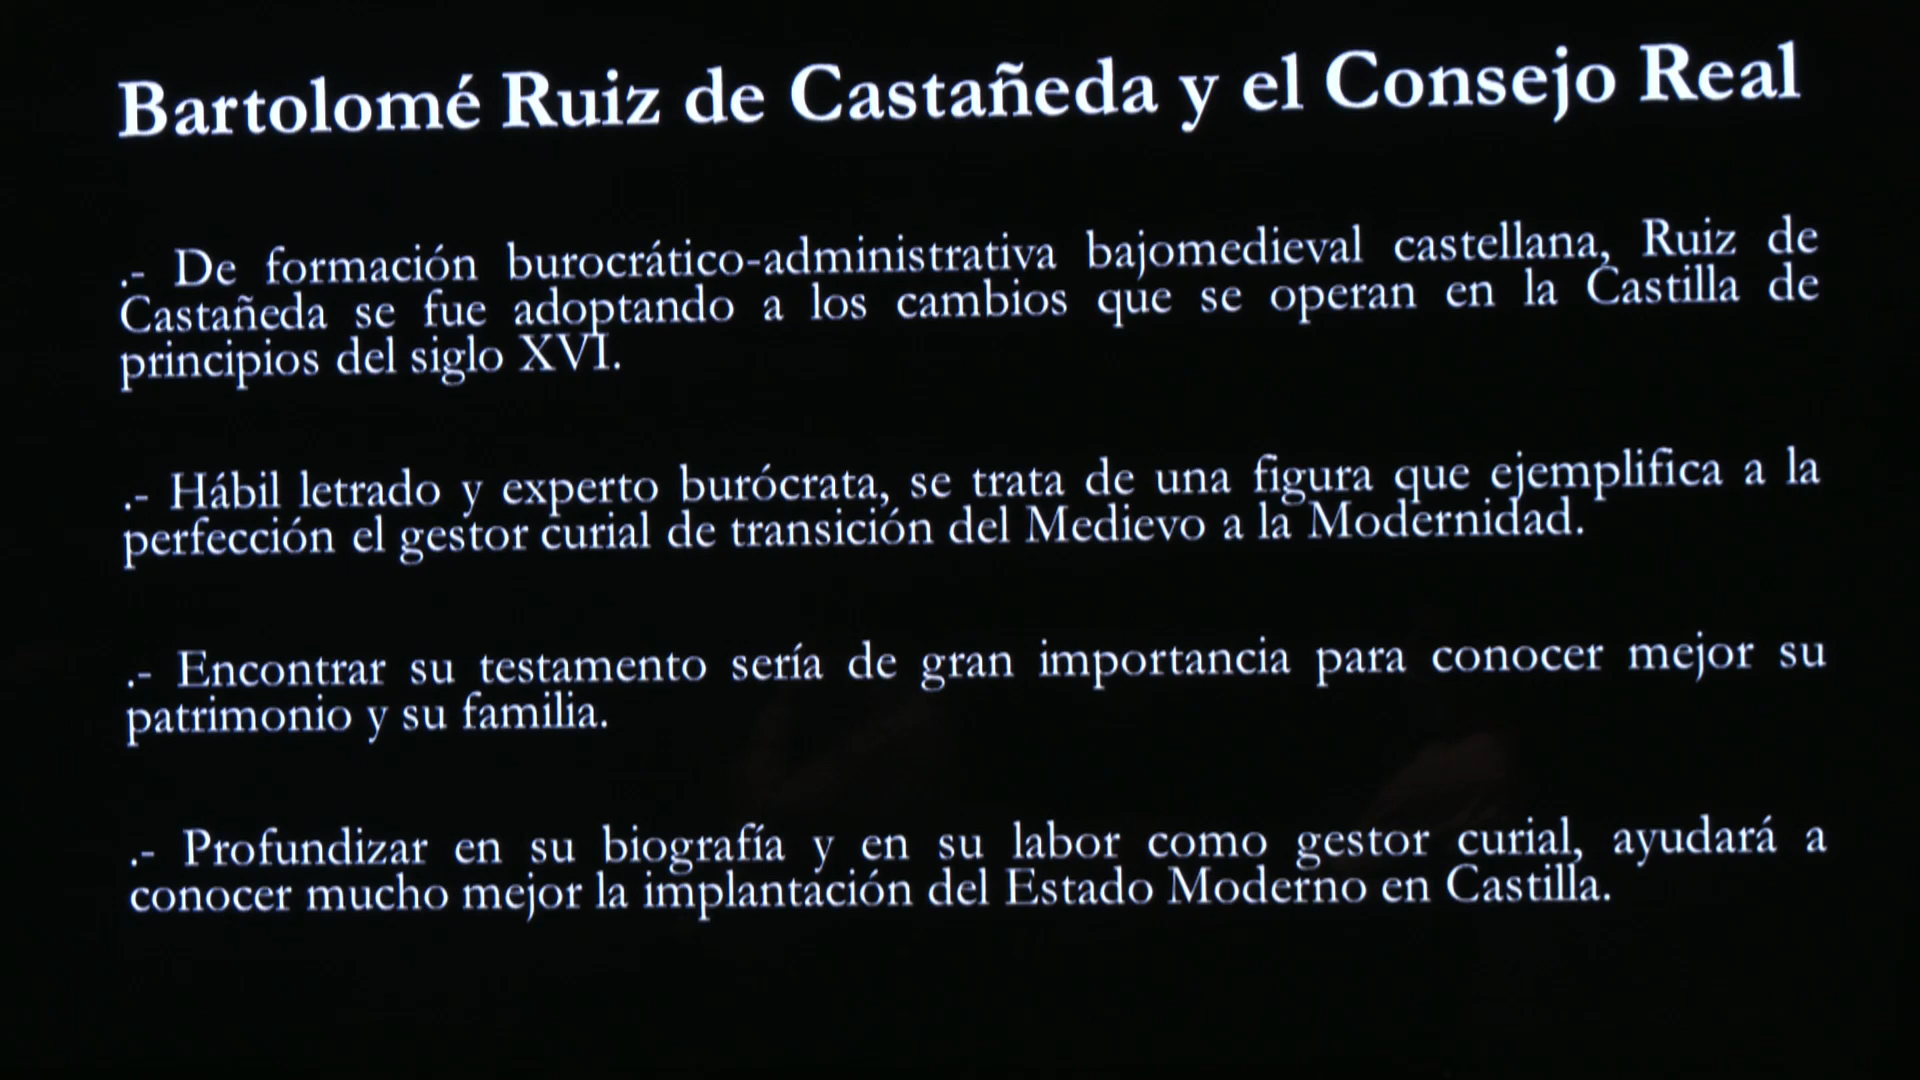 Bartolomé Ruiz de Castañeda y el Consejo Real
.- De formación burocrático-administrativa bajomedieval castellana, Ruiz de
Castañeda se fue adoptando a los cambios que se operan en la Castilla de
principios del siglo XVI.
.- Hábil letrado y experto burócrata, se trata de una figura que ejemplifica a la
perfección el gestor curial de transición del Medievo a la Modernidad.
.- Encontrar su testamento sería de gran importancia para conocer mejor su
patrimonio y su familia.
.- Profundizar en su biografía y en su labor como gestor curial, ayudará a
conocer mucho mejor la implantación del Estado Moderno en Castilla.